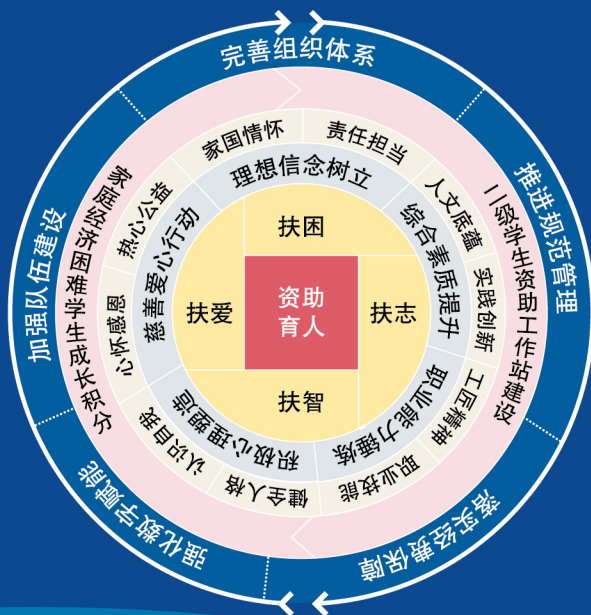 完善组织体系
推进规范管理
落实经费保障
强化数字赋能
加强队伍建设
二级学生资助工作站建设
家庭经济困难学生成长积分
家国情怀
责任担当
人文底蕴
实践创新
工匠精神
职业技能
健全人格
认识自我
心怀感恩
热心公益
理想信念树立
综合素质提升
职业能力锤炼
积极心理塑造
慈善爱心行动
扶困
扶志
扶智
扶爱
资助
育人